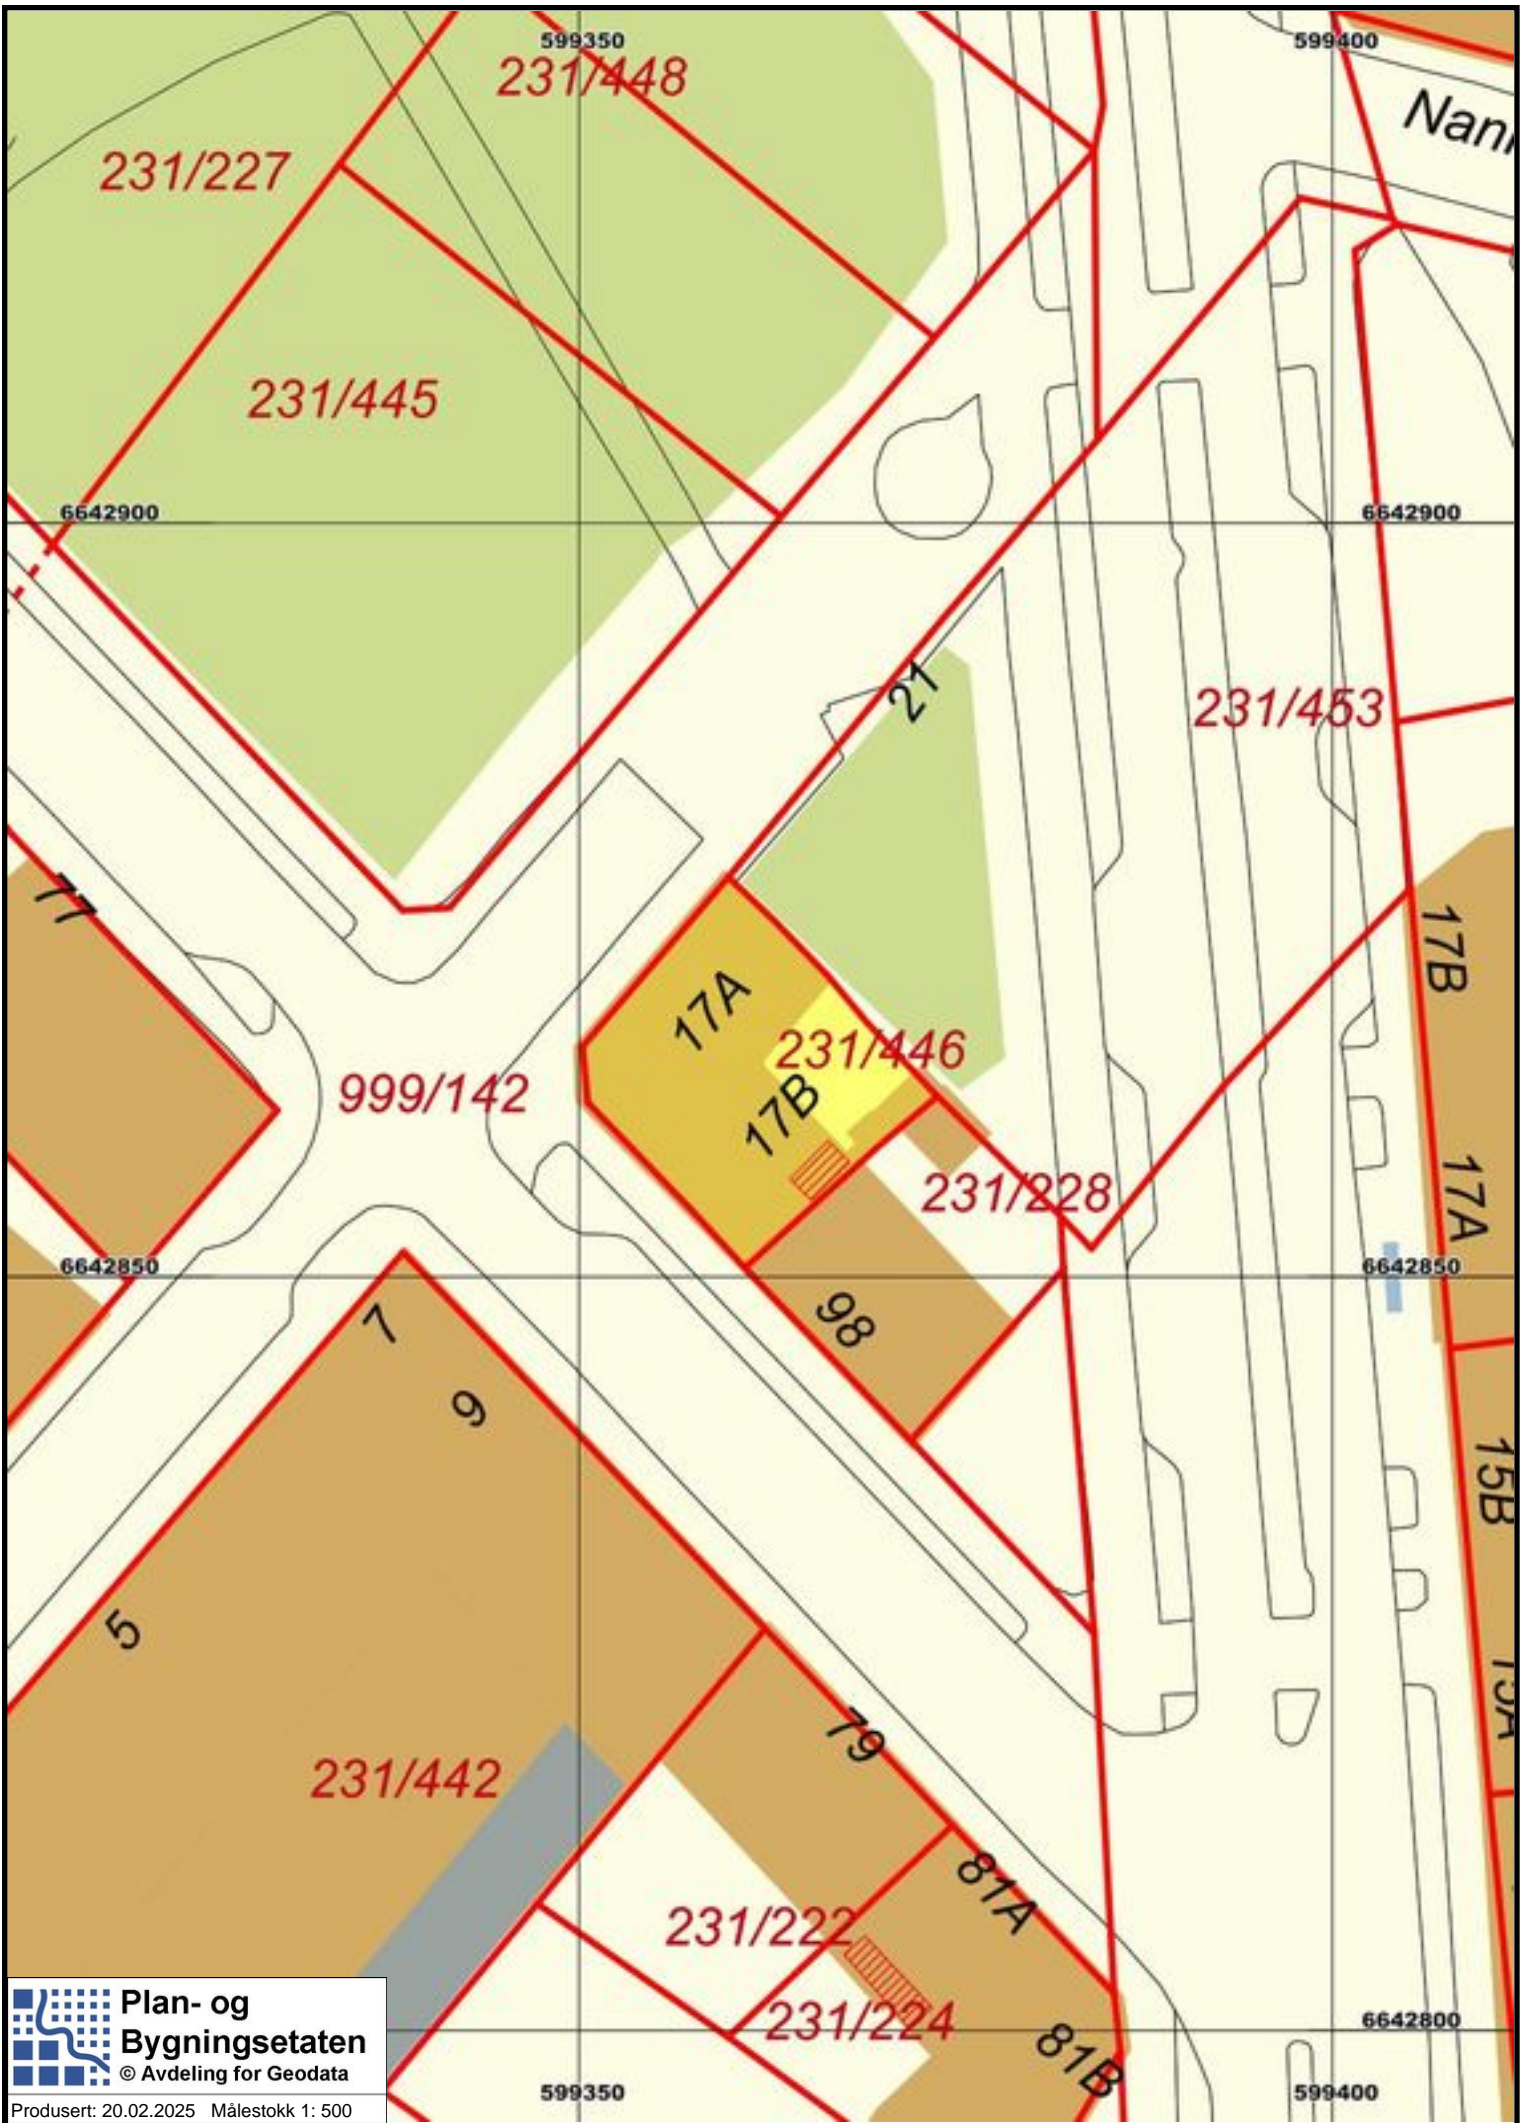 599350
599400
231/448
231/227
231/445
6642900
6642900
21
231/453
77
17B
17A
231/446
999/142
17B
17A
231/228
6642850
6642850
98
7
9
15B
5
15A
79
231/442
81A
231/222
231/224
6642800
81B
599350
599400
Plan- og
Bygningsetaten
© Avdeling for Geodata
Produsert: 20.02.2025 Målestokk 1: 500